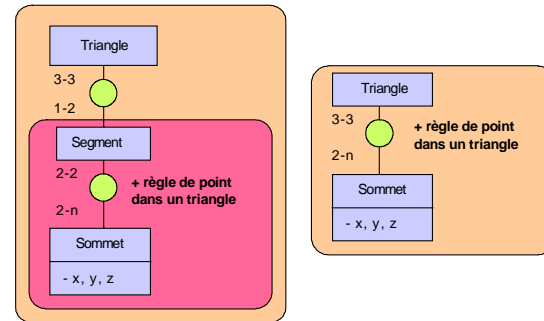 Triangle
3-3
1-2
Segment
2-2
+ règle de point
dans un triangle
2-n
Sommet
- x, y, z
Triangle
3-3
+ règle de point
dans un triangle
2-n
Sommet
- x, y, z